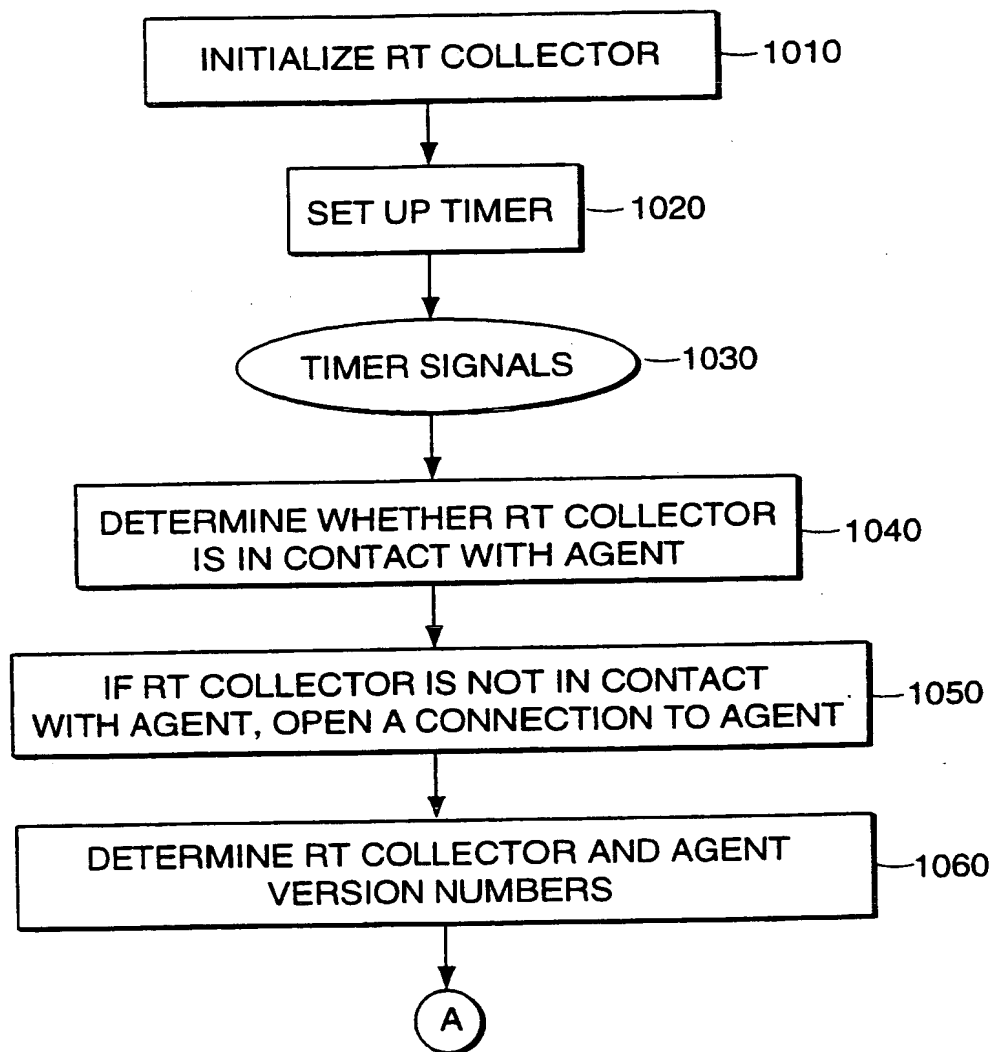 INITIALIZE RT COLLECTOR
1010
SET UP TIMER
1020
TIMER SIGNALS
1030
DETERMINE WHETHER RT COLLECTOR
IS IN CONTACT WITH AGENT
1040
IF RT COLLECTOR IS NOT IN CONTACT
WITH AGENT, OPEN A CONNECTION TO AGENT
1050
DETERMINE RT COLLECTOR AND AGENT
VERSION NUMBERS
1060
A